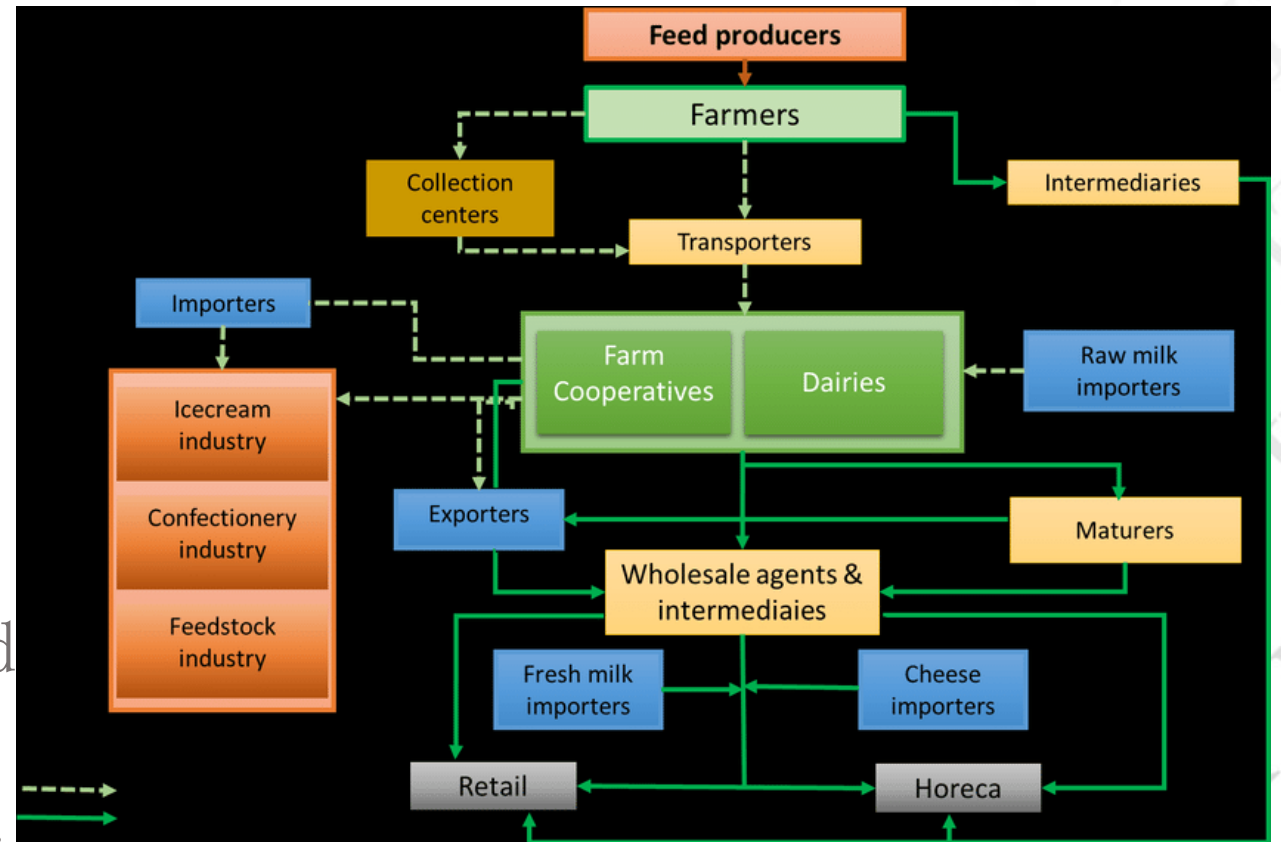 Feed producers
Farmers
Collection
centers
Intermediaries
Transporters
Importers
Farm
Cooperatives
Dairies
Raw milk
importers
Icecream
industry
Exporters
Maturers
Confectionery
industry
Wholesale agents &
intermediaies
Feedstock
industry
Fresh milk
importers
Cheese
importers
Retail
Horeca